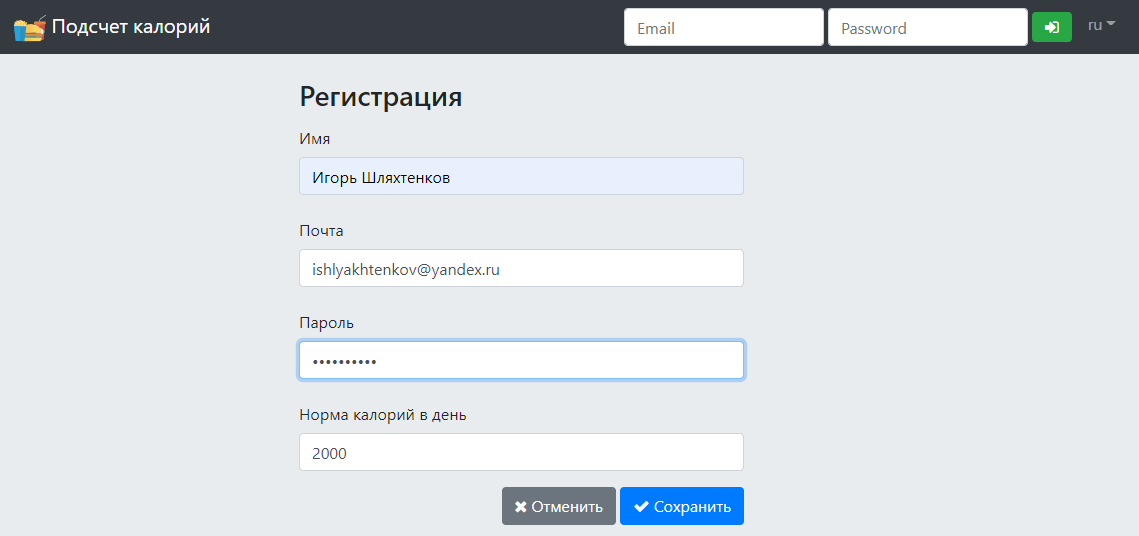 Подсчет калорий Email Password ru
Регистрация
Имя
Игорь Шляхтенков
Почта
ishlyakhtenkov@yandex.ru
Пароль
••••••••••
Норма калорий в день
2000
Отменить Сохранить